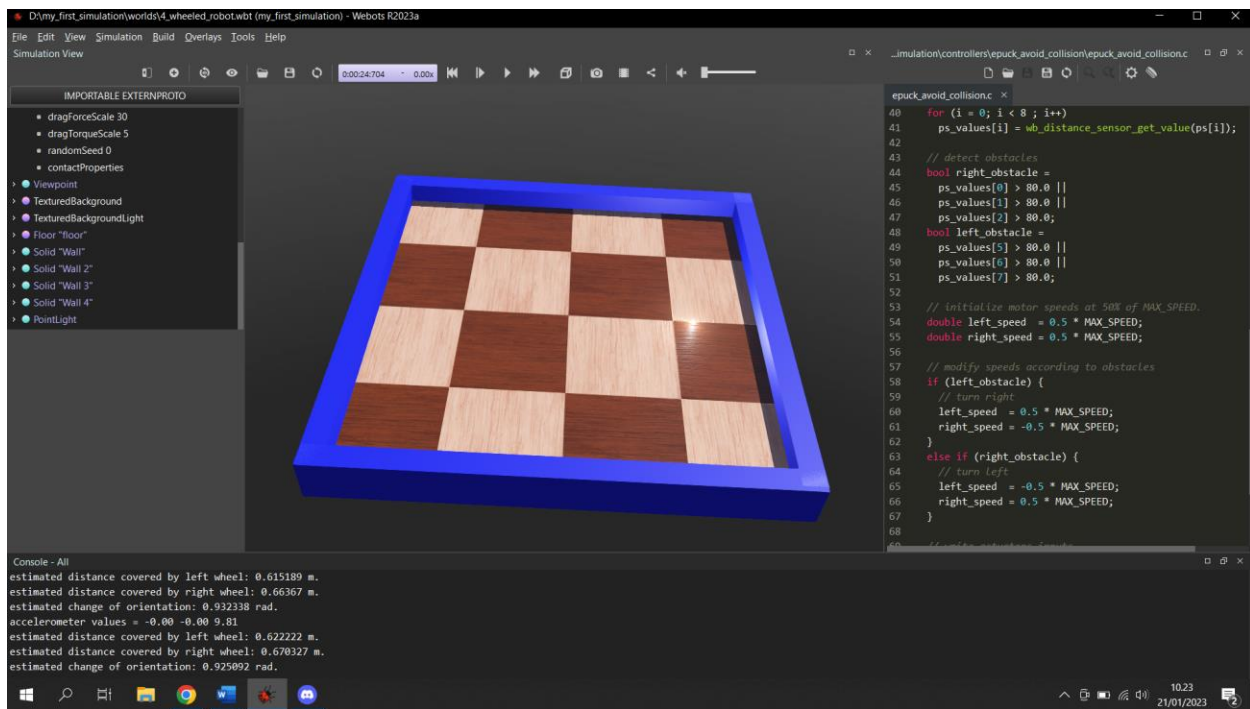 D:\my_first_simulation\worlds\4_wheeled_robot.wbt (my_first_simulation) - Webots R2023a
File Edit View Simulation Build Overlays Tools Help
Simulation View
0:00:24:704 - 0.00x
IMPORTABLE EXTERNPROTO
dragForceScale 30
dragTorqueScale 5
randomSeed 0
contactProperties
Viewpoint
TexturedBackground
TexturedBackgroundLight
Floor "floor"
Solid "Wall"
Solid "Wall 2"
Solid "Wall 3"
Solid "Wall 4"
PointLight
...imulation\controllers\epuck_avoid_collision\epuck_avoid_collision.c
epuck_avoid_collision.c
40 for (i = 0; i < 8 ; i++)
41 ps_values[i] = wb_distance_sensor_get_value(ps[i]);
42
43 // detect obstacles
44 bool right_obstacle =
45 ps_values[0] > 80.0 ||
46 ps_values[1] > 80.0 ||
47 ps_values[2] > 80.0;
48 bool left_obstacle =
49 ps_values[5] > 80.0 ||
50 ps_values[6] > 80.0 ||
51 ps_values[7] > 80.0;
52
53 // initialize motor speeds at 50% of MAX_SPEED.
54 double left_speed = 0.5 * MAX_SPEED;
55 double right_speed = 0.5 * MAX_SPEED;
56
57 // modify speeds according to obstacles
58 if (left_obstacle) {
59 // turn right
60 left_speed = 0.5 * MAX_SPEED;
61 right_speed = -0.5 * MAX_SPEED;
62 }
63 else if (right_obstacle) {
64 // turn left
65 left_speed = -0.5 * MAX_SPEED;
66 right_speed = 0.5 * MAX_SPEED;
67 }
68
Console - All
estimated distance covered by left wheel: 0.615189 m.
estimated distance covered by right wheel: 0.66367 m.
estimated change of orientation: 0.932338 rad.
accelerometer values = -0.00 -0.00 9.81
estimated distance covered by left wheel: 0.622222 m.
estimated distance covered by right wheel: 0.670327 m.
estimated change of orientation: 0.925092 rad.
10.23
21/01/2023
2